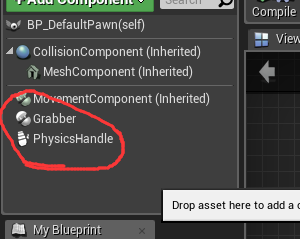 Add Component
Search
Compile
BP_DefaultPawn(self)
CollisionComponent (Inherited)
View
MeshComponent (Inherited)
MovementComponent (Inherited)
Grabber
PhysicsHandle
Drop asset here to add a c
My Blueprint